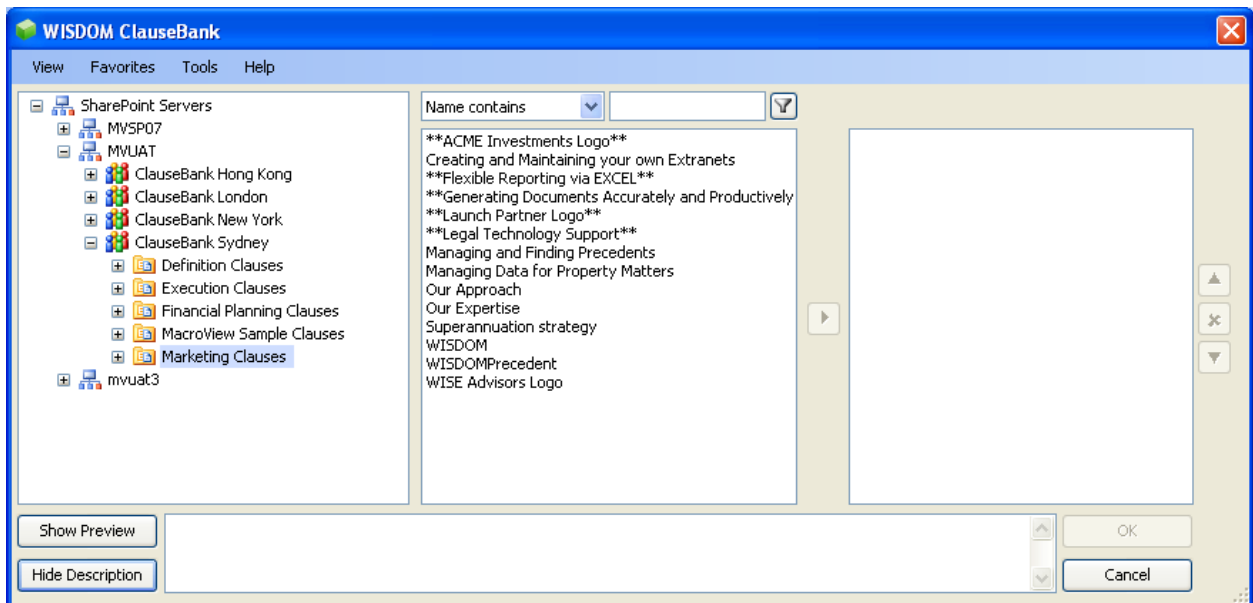 WISDOM ClauseBank
View Favorites Tools Help
SharePoint Servers
MVSP07
MVUAT
ClauseBank Hong Kong
ClauseBank London
ClauseBank New York
ClauseBank Sydney
Definition Clauses
Execution Clauses
Financial Planning Clauses
MacroView Sample Clauses
Marketing Clauses
mvuat3
Name contains
**ACME Investments Logo**
Creating and Maintaining your own Extranets
**Flexible Reporting via EXCEL**
**Generating Documents Accurately and Productively
**Launch Partner Logo**
**Legal Technology Support**
Managing and Finding Precedents
Managing Data for Property Matters
Our Approach
Our Expertise
Superannuation strategy
WISDOM
WISDOMPrecedent
WISE Advisors Logo
Show Preview
Hide Description
OK
Cancel